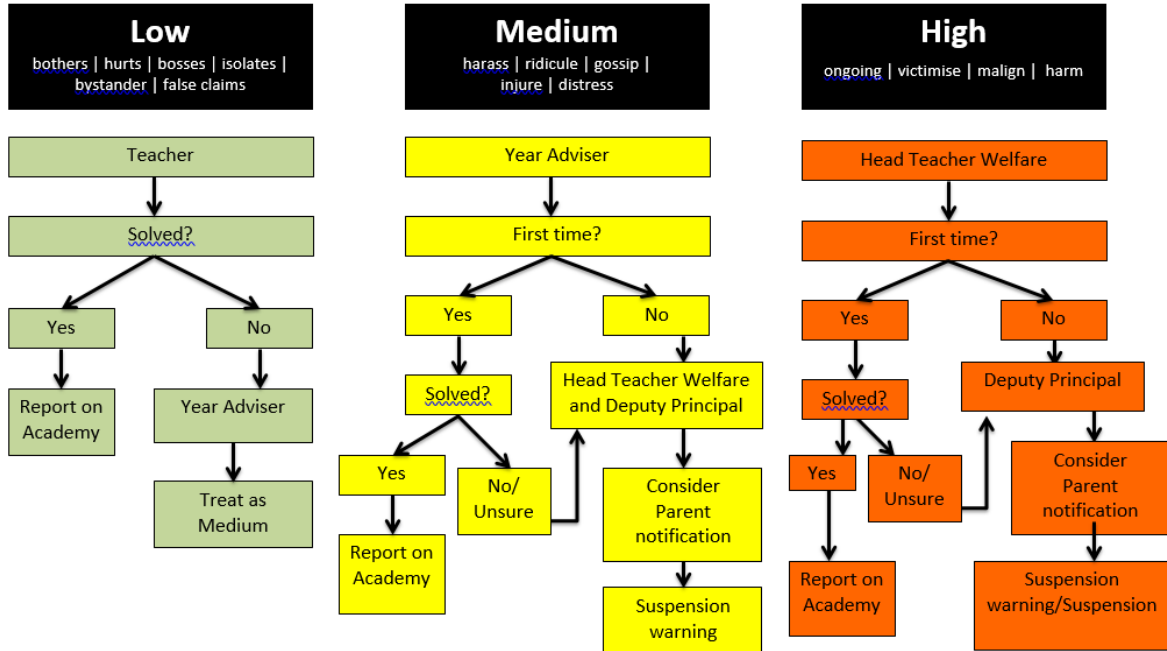 Low
bothers | hurts | bosses | isolates |
bystander | false claims
Teacher
Solved?
Yes
No
Report on
Academy
Year Adviser
Treat as
Medium
Medium
harass | ridicule | gossip |
injure | distress
Year Adviser
First time?
Yes
No
Solved?
Head Teacher Welfare
and Deputy Principal
Yes
No/
Unsure
Consider
Parent
notification
Report on
Academy
Suspension
warning
High
ongoing | victimise | malign | harm
Head Teacher Welfare
First time?
Yes
No
Solved?
Deputy Principal
Yes
No/
Unsure
Consider
Parent
notification
Report on
Academy
Suspension
warning/Suspension